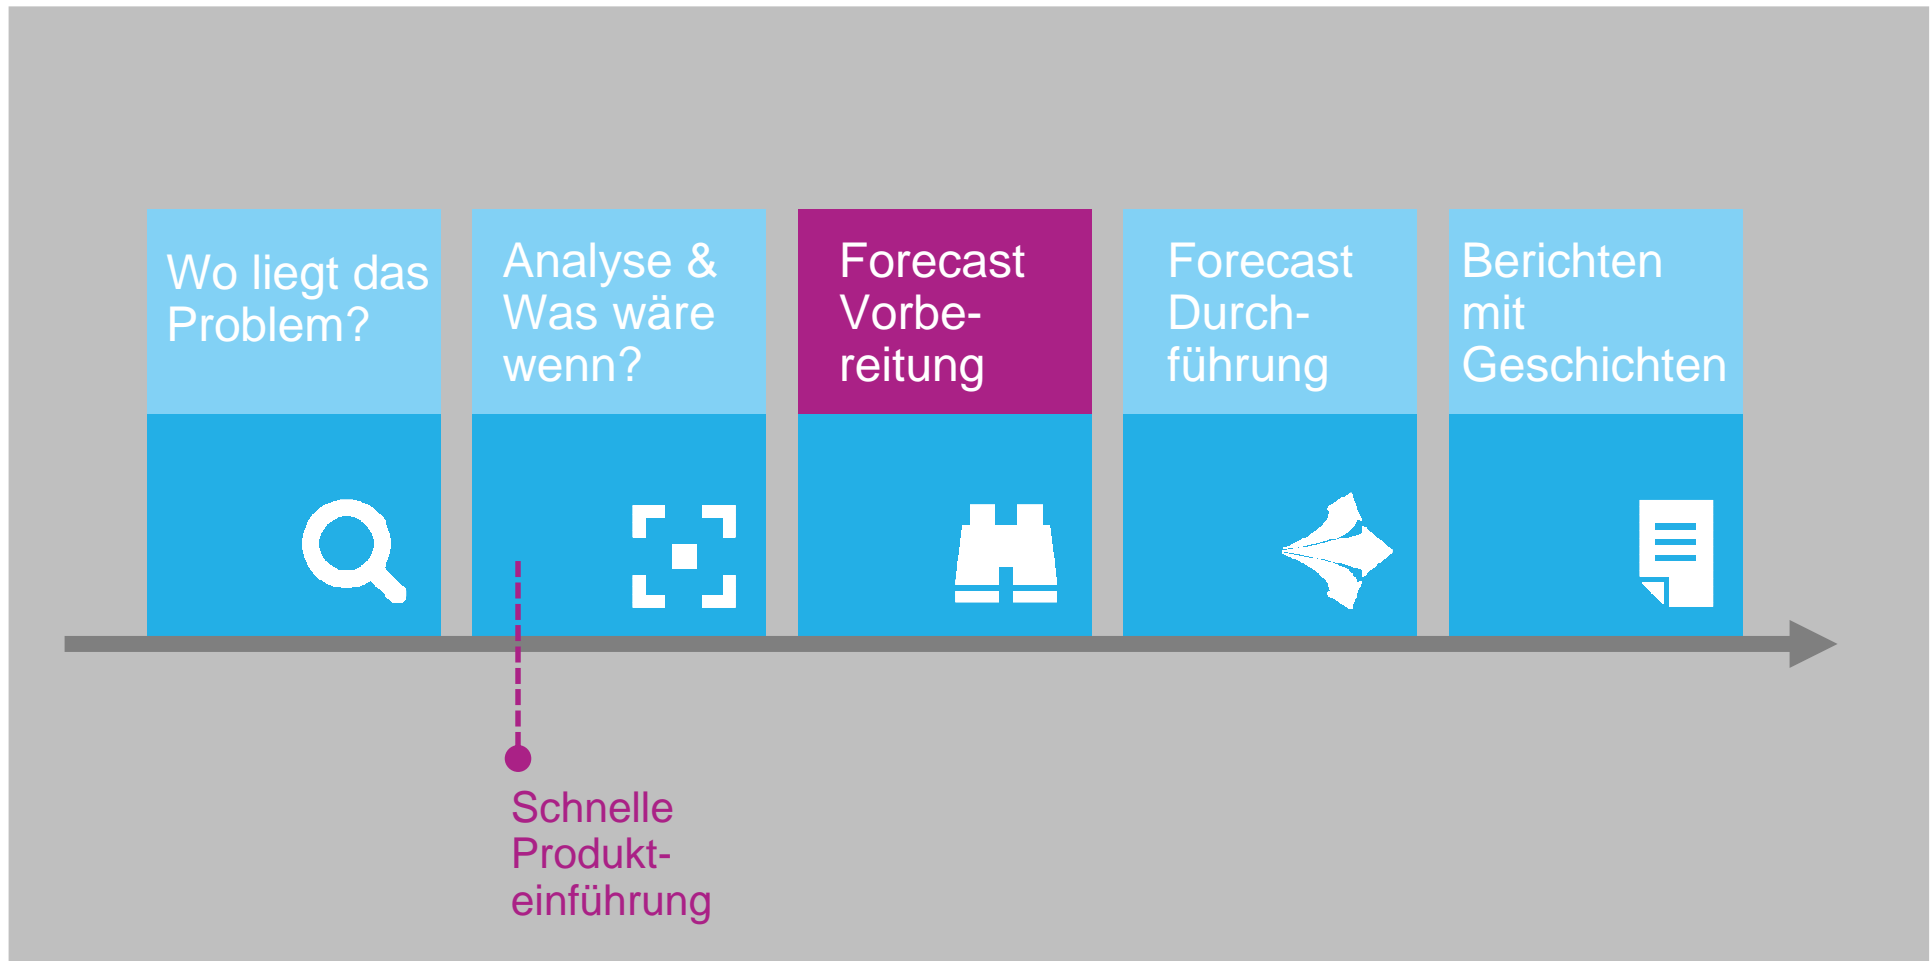 Wo liegt das
Problem?
Analyse &
Was wäre
wenn?
Forecast
Vorbe-
reitung
Forecast
Durch-
führung
Berichten
mit
Geschichten
Schnelle
Produkt-
einführung